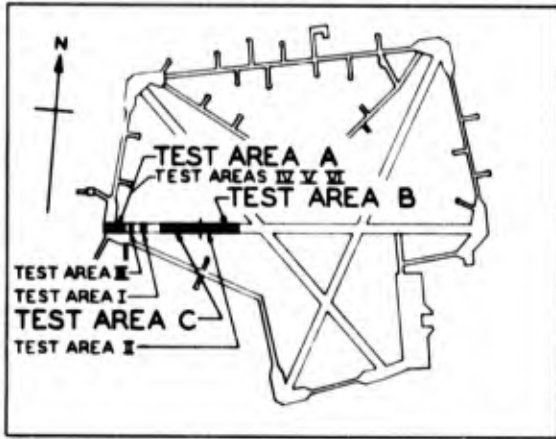 N
TEST AREA A
TEST AREAS IV V VI
TEST AREA B
TEST AREA III
TEST AREA I
TEST AREA C
TEST AREA II